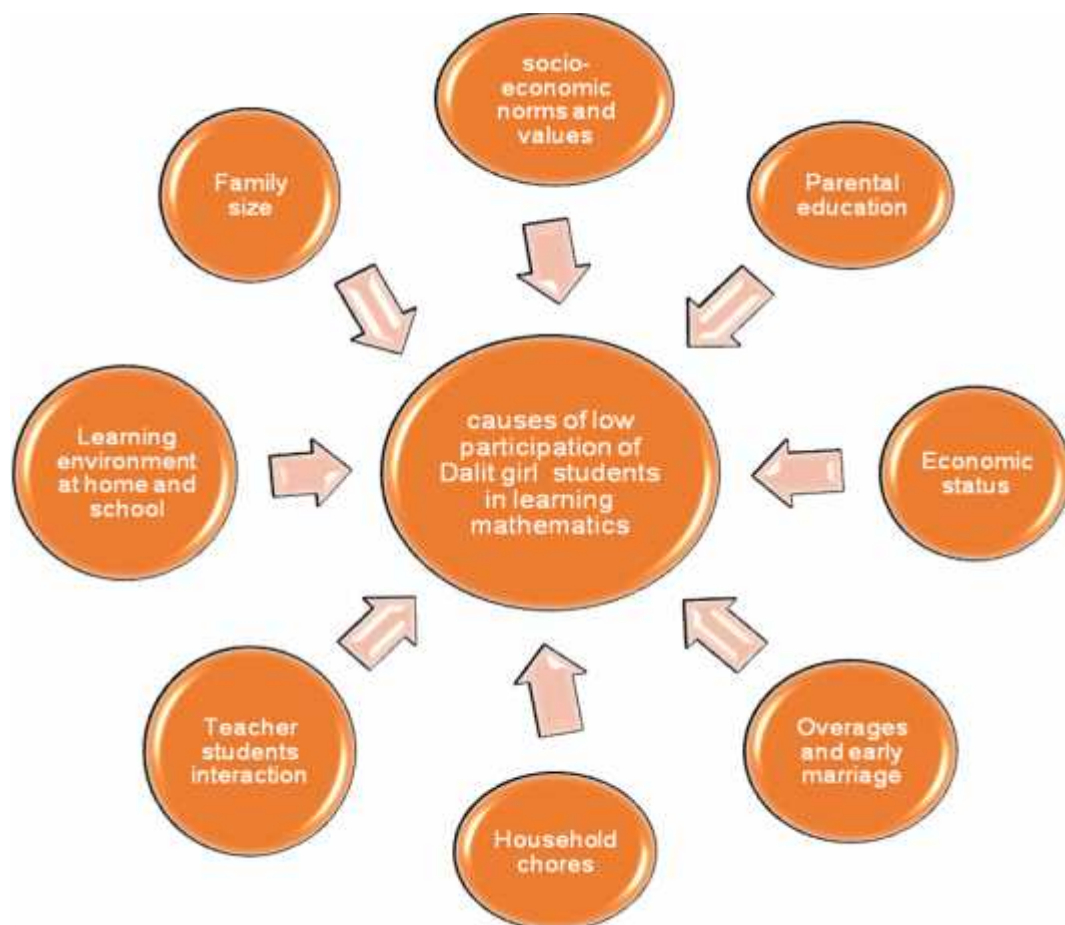 socio-
economic
norms and
values
Parental
education
Economic
status
Overages
and early
marriage
Household
chores
Teacher
students
interaction
Learning
environment
at home and
school
Family
size
causes of low
participation of
Dalit girl students
in learning
mathematics